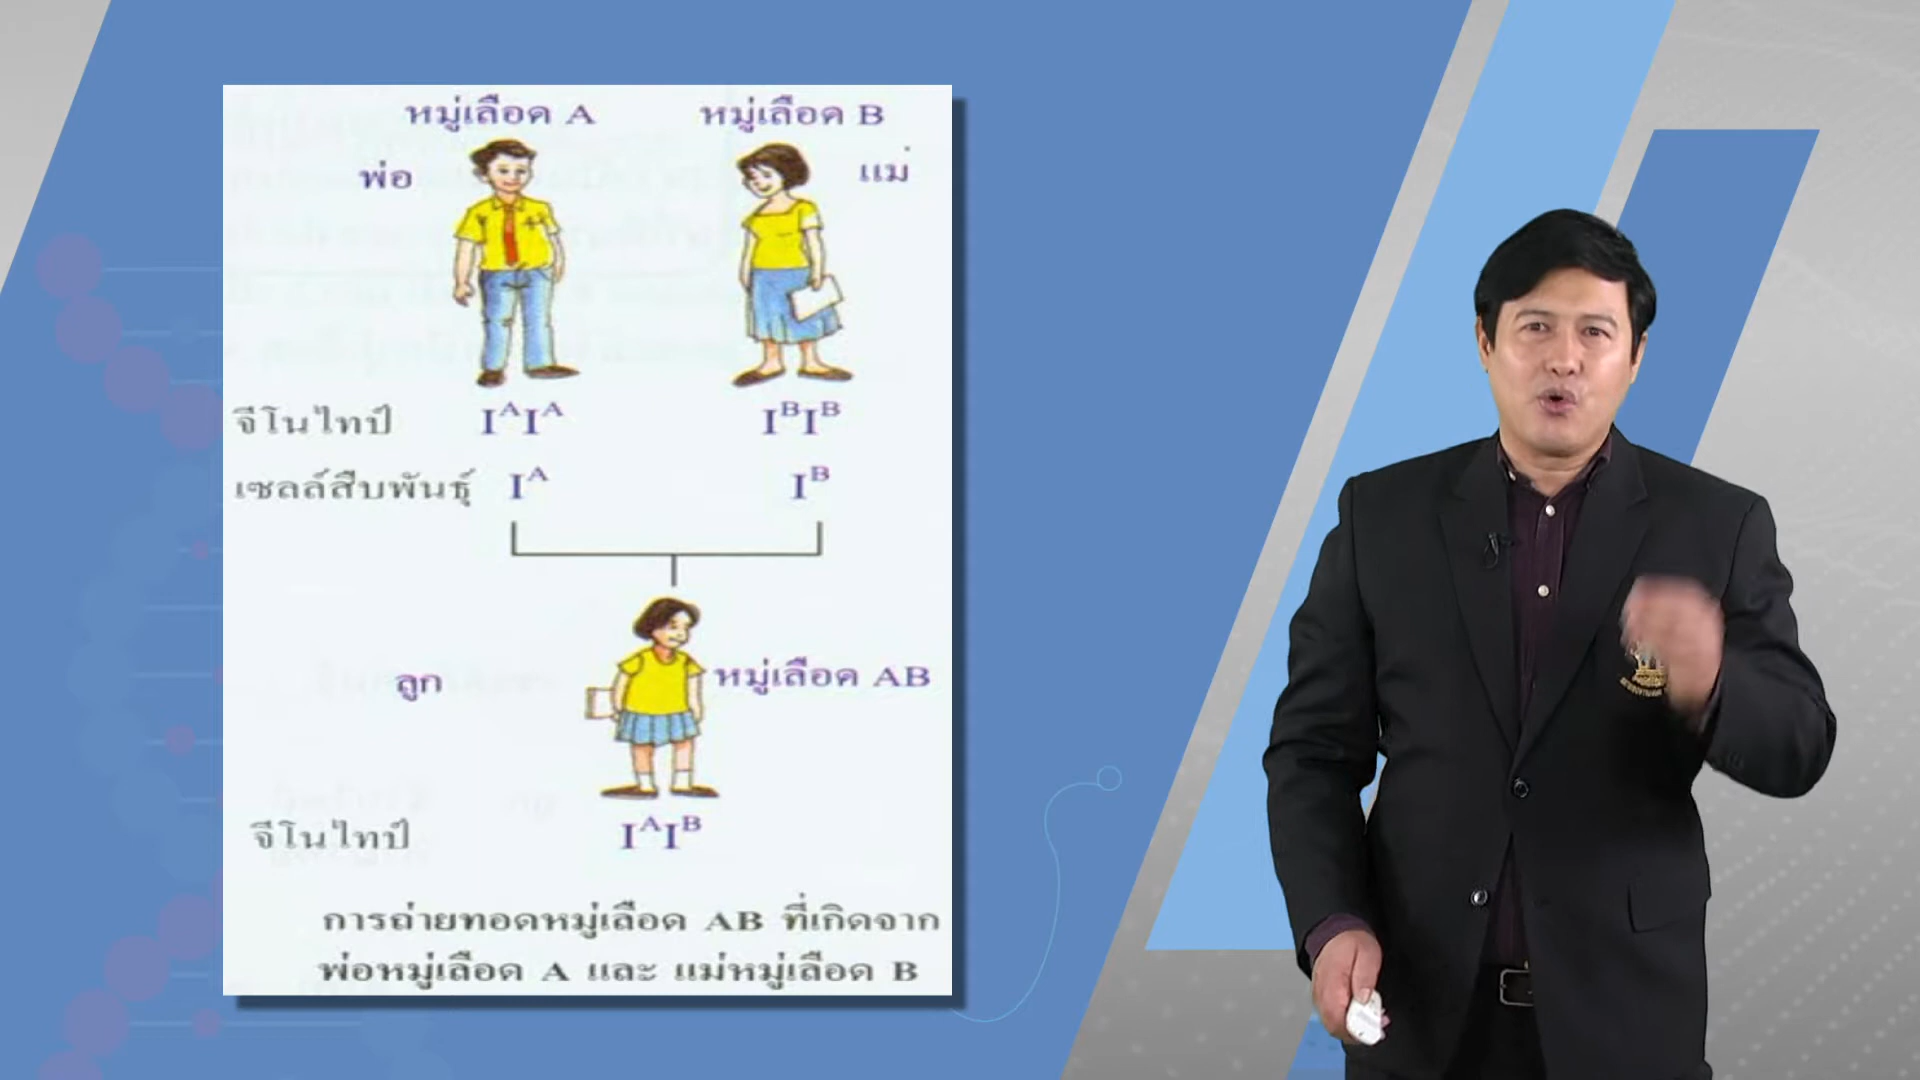 หมู่เลือด A หมู่เลือด B
พ่อ แม่
จีโนไทป์ IᴬIᴬ IᴮIᴮ
เซลล์สืบพันธุ์ Iᴬ Iᴮ
ลูก หมู่เลือด AB
จีโนไทป์ IᴬIᴮ
การถ่ายทอดหมู่เลือด AB ที่เกิดจาก
พ่อหมู่เลือด A และ แม่หมู่เลือด B